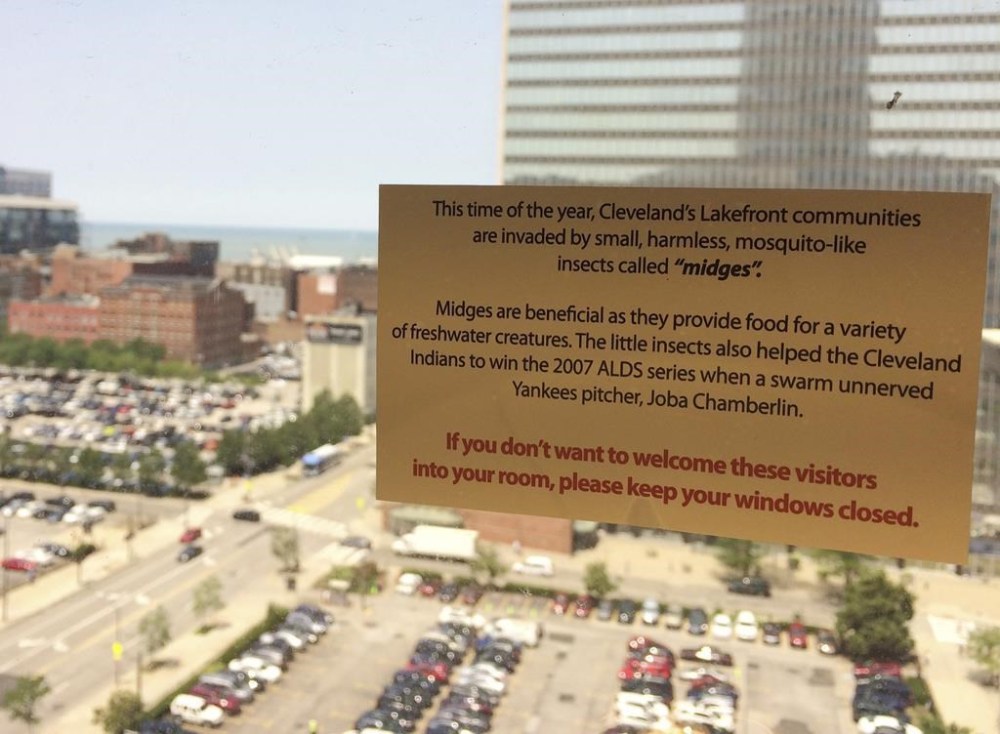 This time of the year, Cleveland's Lakefront communities
are invaded by small, harmless, mosquito-like
insects called "midges".
Midges are beneficial as they provide food for a variety
of freshwater creatures. The little insects also helped the Cleveland
Indians to win the 2007 ALDS series when a swarm unnerved
Yankees pitcher, Joba Chamberlin.
If you don't want to welcome these visitors
into your room, please keep your windows closed.